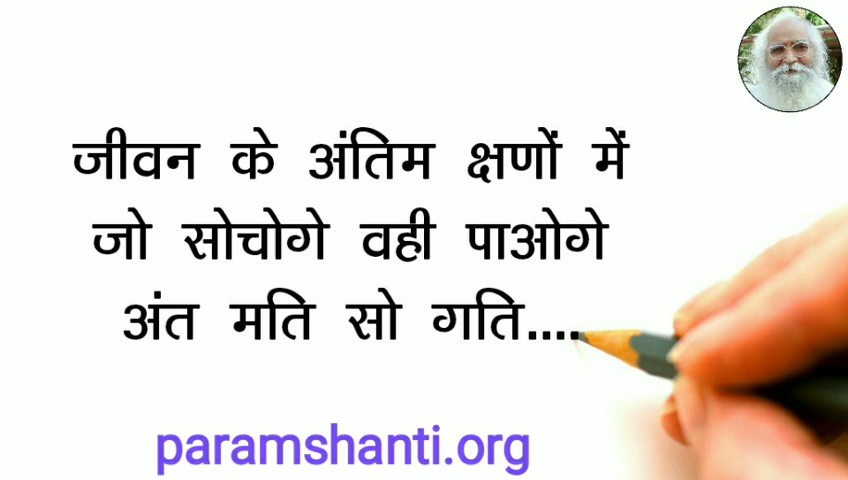 जीवन के अंतिम क्षणों में
जो सोचोगे वही पाओगे
अंत मति सो गति....
paramshanti.org